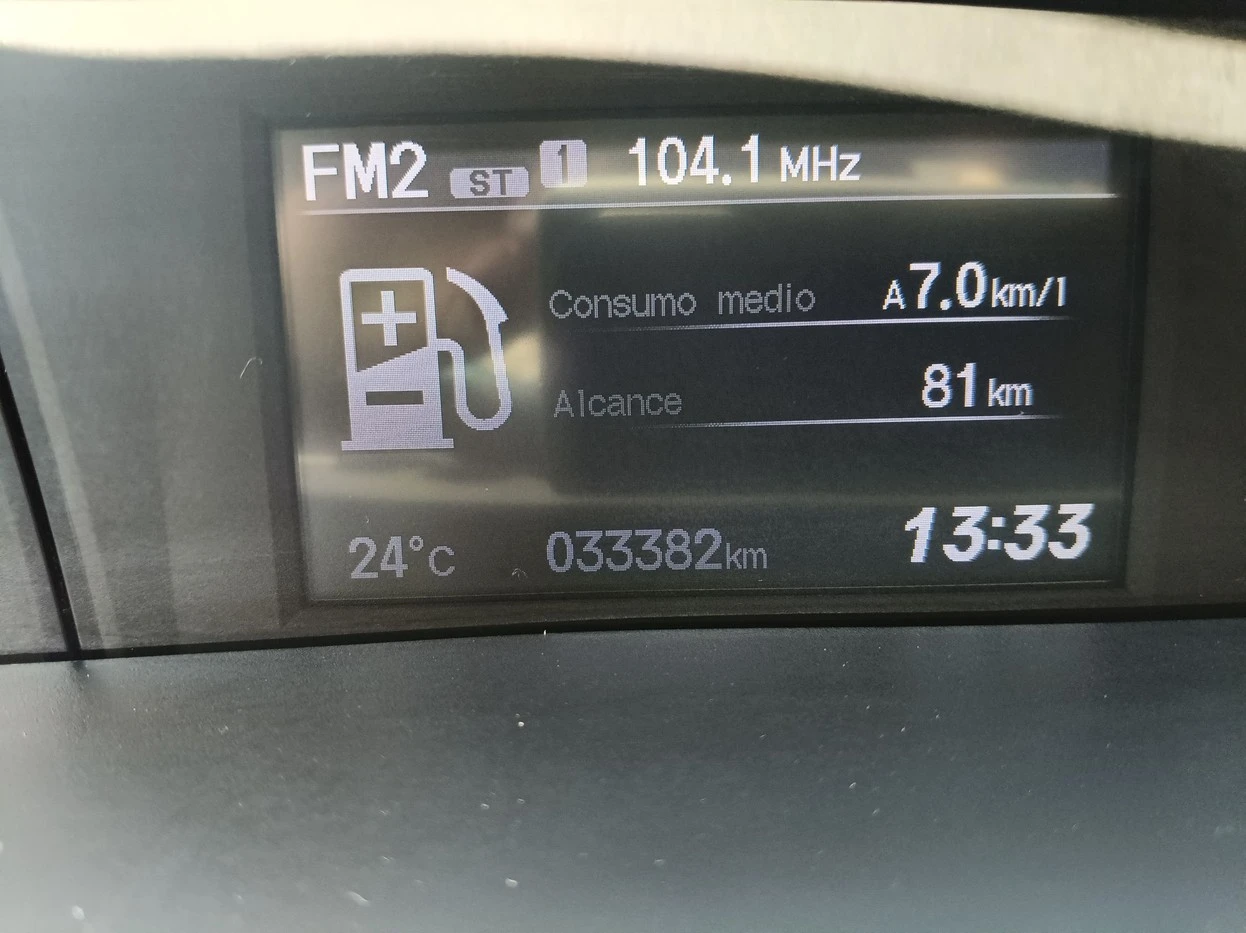 FM2 ST 1 104.1 MHz
Consumo medio A7.0km/l
Alcance 81km
24°C 033382km 13:33